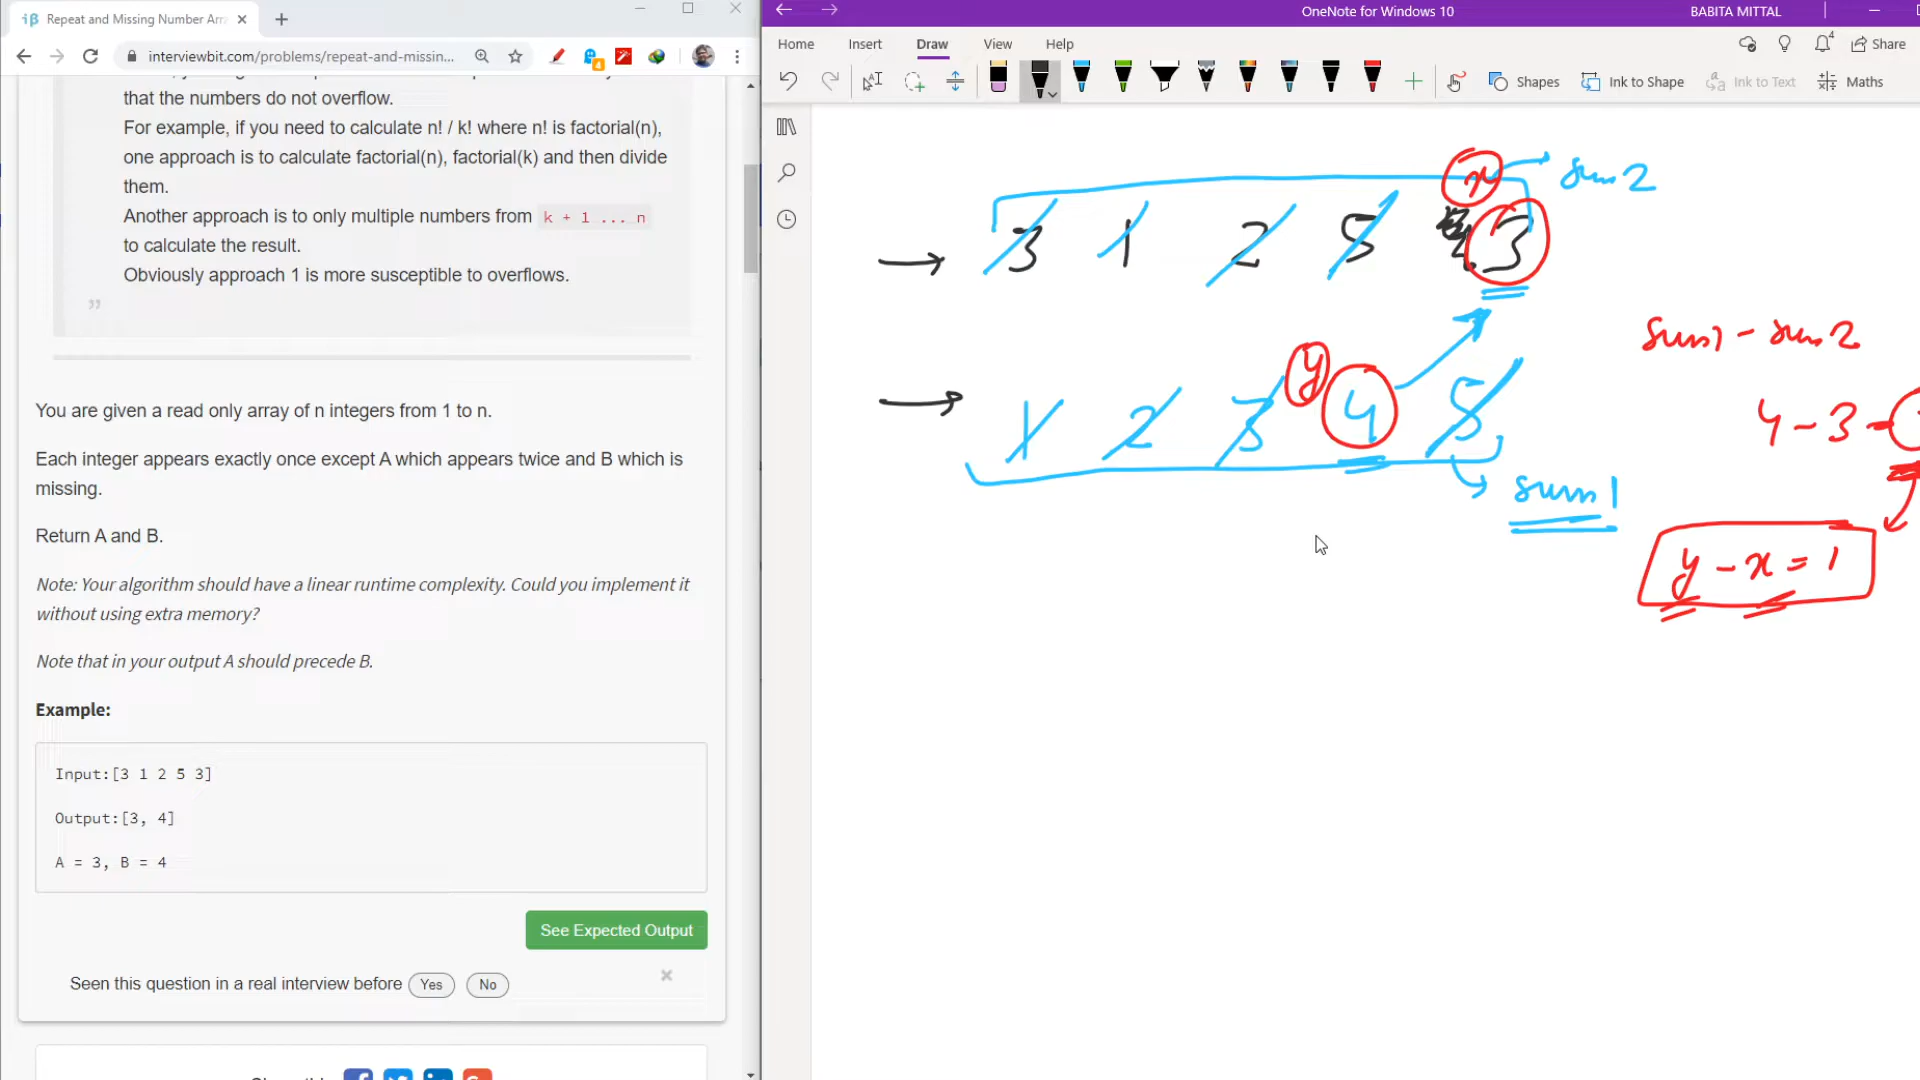 Repeat and Missing Number Arr
interviewbit.com/problems/repeat-and-missin...
that the numbers do not overflow.
For example, if you need to calculate n! / k! where n! is factorial(n),
one approach is to calculate factorial(n), factorial(k) and then divide
them.
Another approach is to only multiple numbers from k + 1 ... n
to calculate the result.
Obviously approach 1 is more susceptible to overflows.
”
You are given a read only array of n integers from 1 to n.
Each integer appears exactly once except A which appears twice and B which is
missing.
Return A and B.
Note: Your algorithm should have a linear runtime complexity. Could you implement it
without using extra memory?
Note that in your output A should precede B.
Example:
Input:[3 1 2 5 3]
Output:[3, 4]
A = 3, B = 4
See Expected Output
Seen this question in a real interview before Yes No
OneNote for Windows 10
BABITA MITTAL
Home Insert Draw View Help
Share
Shapes Ink to Shape Ink to Text Maths
x sum 2
3 1 2 5 3
sum1 - sum2
y
1 2 3 4 5
4 - 3
sum 1
y - x = 1